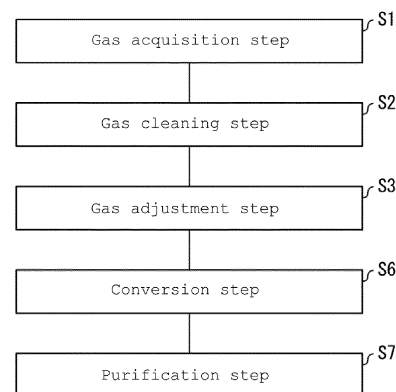 S1
Gas acquisition step
S2
Gas cleaning step
S3
Gas adjustment step
S6
Conversion step
S7
Purification step